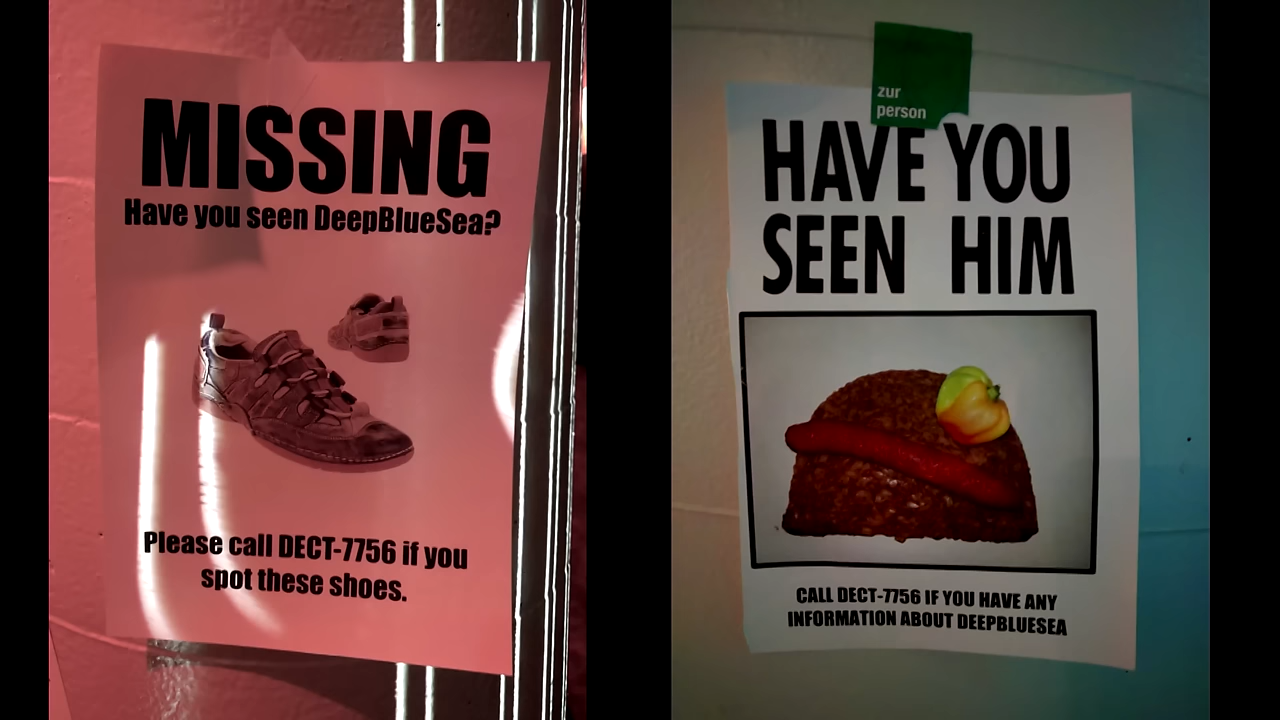 MISSING
Have you seen DeepBlueSea?
Please call DECT-7756 if you
spot these shoes.
zur
person
HAVE YOU
SEEN HIM
CALL DECT-7756 IF YOU HAVE ANY
INFORMATION ABOUT DEEPBLUESEA